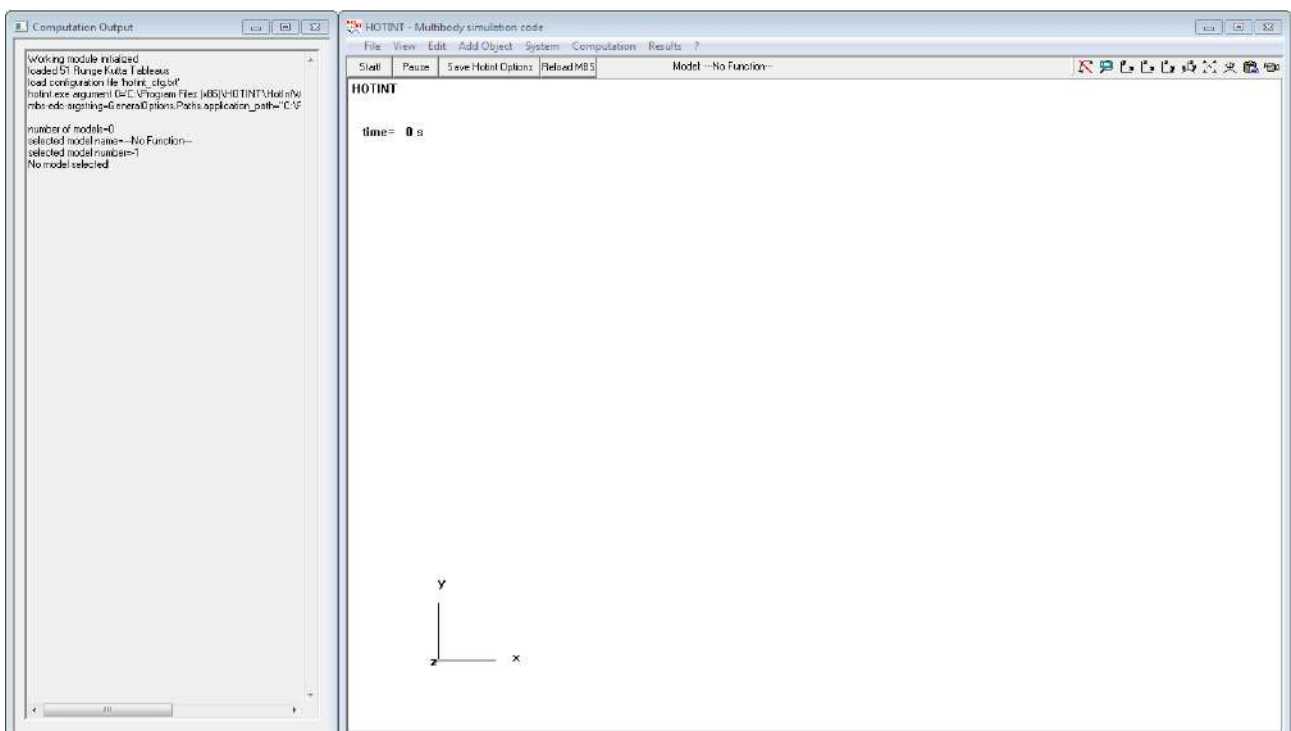 Computation Output
Working module initialized
loaded 51 Runge Kutta Tableaus
load configuration file 'hotint_cfg.txt'
hotint.exe argument 0='C:\Program Files (x86)\HOTINT\HotInt\W
mbs-edc-argstring=GeneralOptions.Paths.application_path="C:\P
number of models=0
selected model name=---No Function---
selected model number=-1
No model selected!
HOTINT - Multibody simulation code
File View Edit Add Object System Computation Results ?
Start! Pause Save Hotint Options Reload MBS Model: ---No Function---
HOTINT
time= 0 s
y
z x